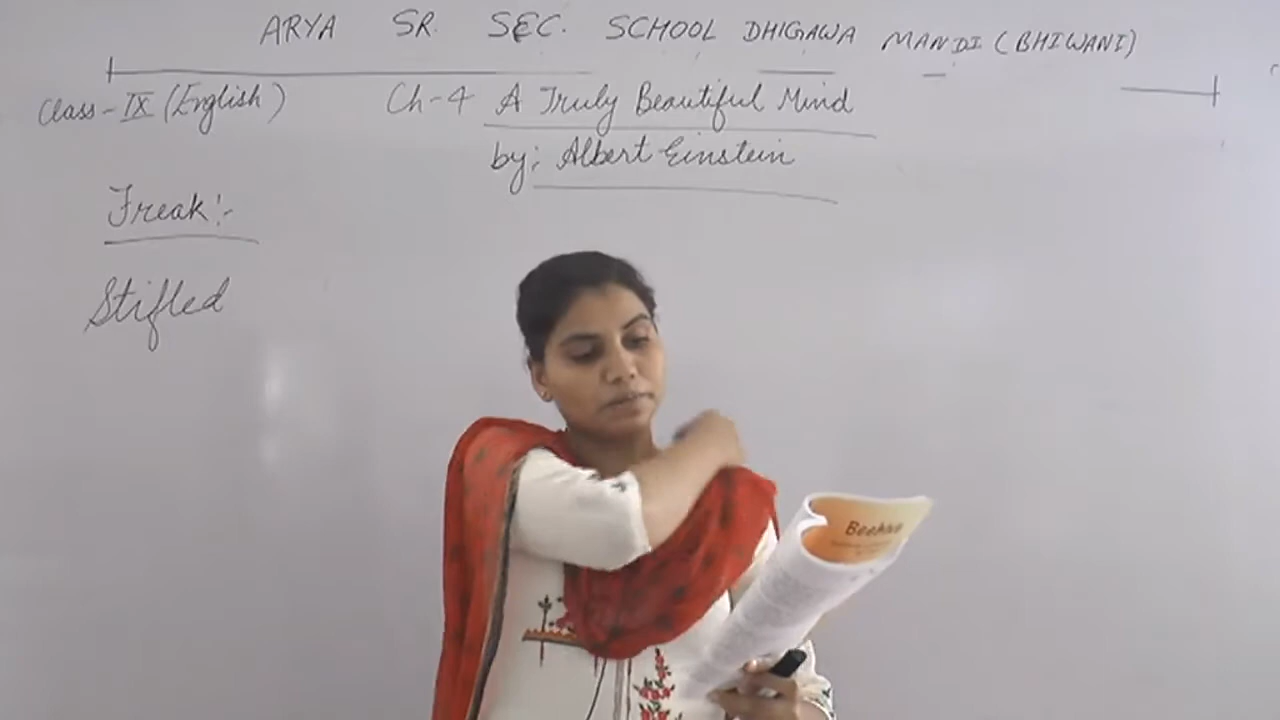 ARYA SR. SEC. SCHOOL DHIGAWA MANDI (BHIWANI)
Class-IX (English) Ch-4 A Truly Beautiful Mind
by: Albert Einstein
Freak:-
Stifled
Beehive